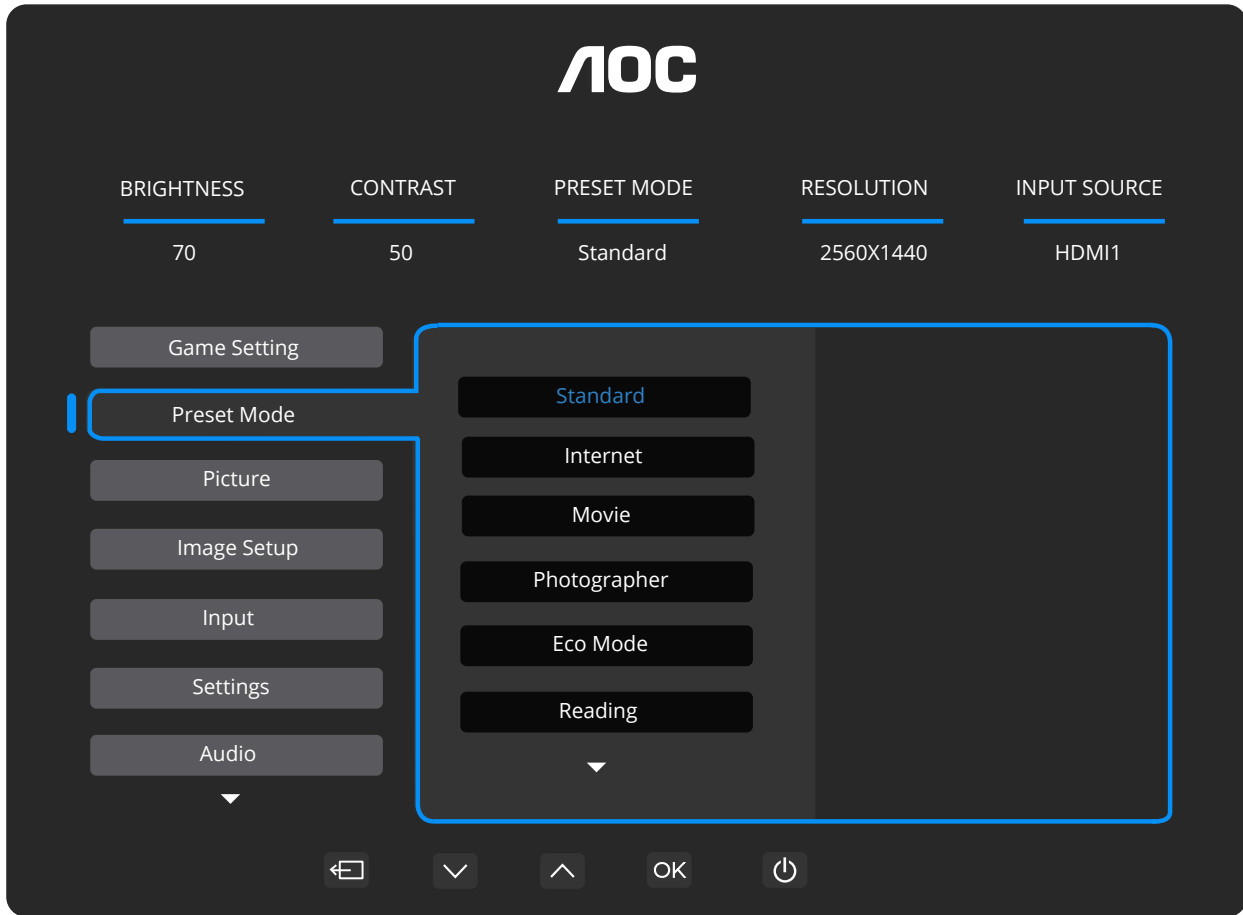 AOC
BRIGHTNESS CONTRAST PRESET MODE RESOLUTION INPUT SOURCE
70 50 Standard 2560X1440 HDMI1
Game Setting
Preset Mode
Picture
Image Setup
Input
Settings
Audio
Standard
Internet
Movie
Photographer
Eco Mode
Reading
OK